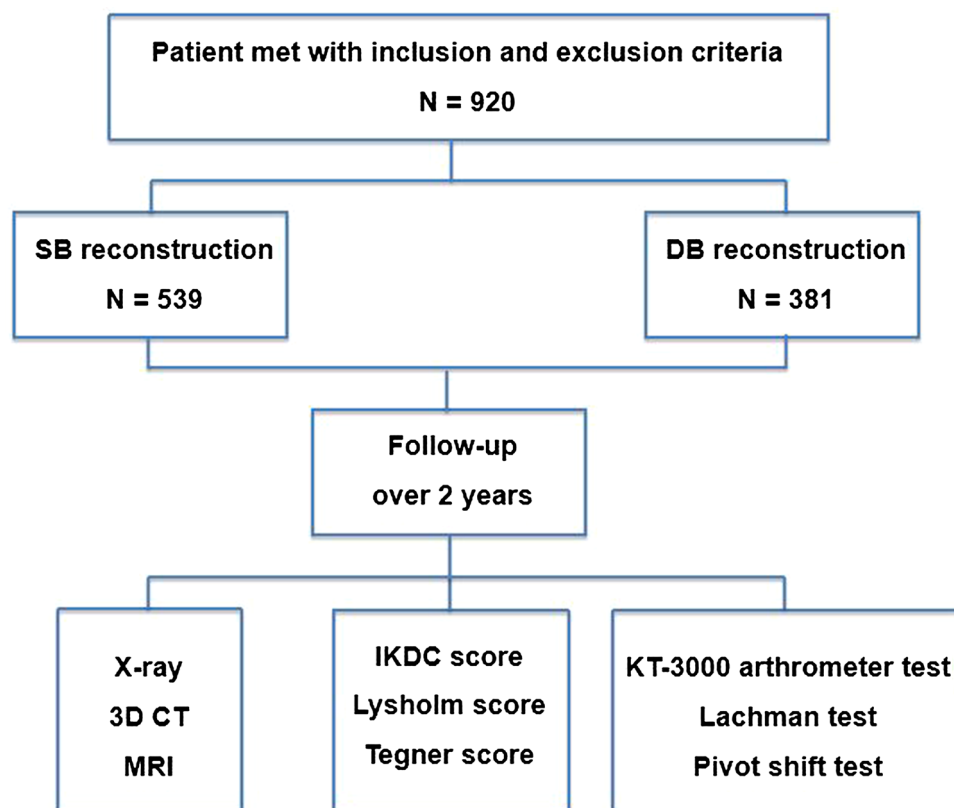 Patient met with inclusion and exclusion criteria
N = 920
SB reconstruction
N = 539
DB reconstruction
N = 381
Follow-up
over 2 years
X-ray
3D CT
MRI
IKDC score
Lysholm score
Tegner score
KT-3000 arthrometer test
Lachman test
Pivot shift test